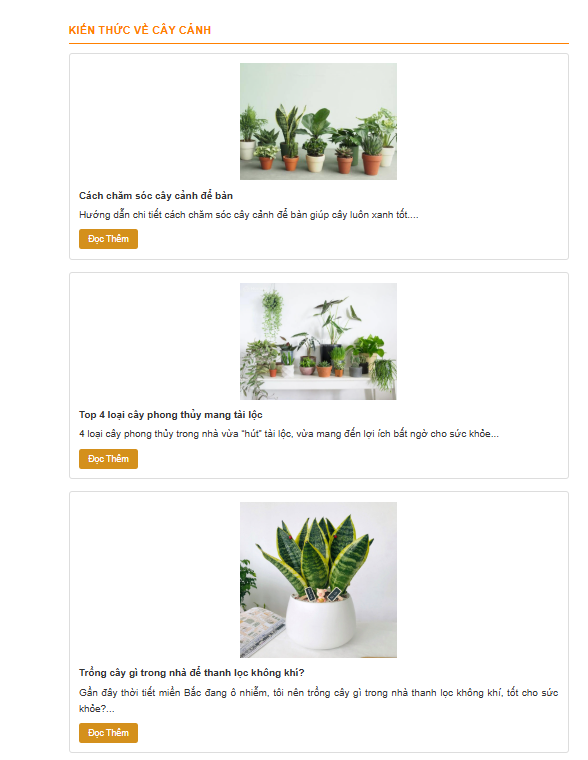 KIẾN THỨC VỀ CÂY CẢNH
Cách chăm sóc cây cảnh để bàn
Hướng dẫn chi tiết cách chăm sóc cây cảnh để bàn giúp cây luôn xanh tốt....
Đọc Thêm
Top 4 loại cây phong thủy mang tài lộc
4 loại cây phong thủy trong nhà vừa "hút" tài lộc, vừa mang đến lợi ích bất ngờ cho sức khỏe...
Đọc Thêm
Trồng cây gì trong nhà để thanh lọc không khí?
Gần đây thời tiết miền Bắc đang ô nhiễm, tôi nên trồng cây gì trong nhà thanh lọc không khí, tốt cho sức
khỏe?...
Đọc Thêm